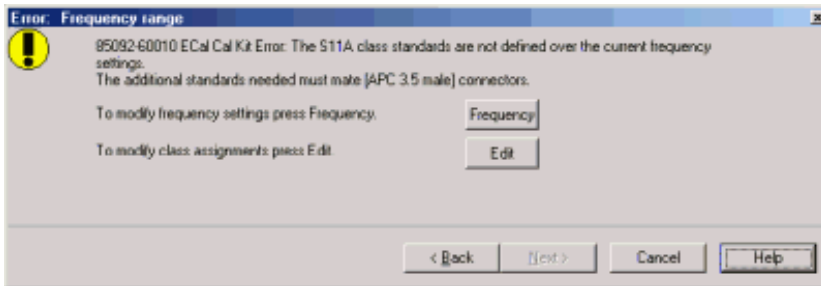 Error: Frequency range
85092-60010 ECal Cal Kit Error: The S11A class standards are not defined over the current frequency
settings.
The additional standards needed must mate [APC 3.5 male] connectors.
To modify frequency settings press Frequency.
Frequency
To modify class assignments press Edit.
Edit
< Back
Next >
Cancel
Help